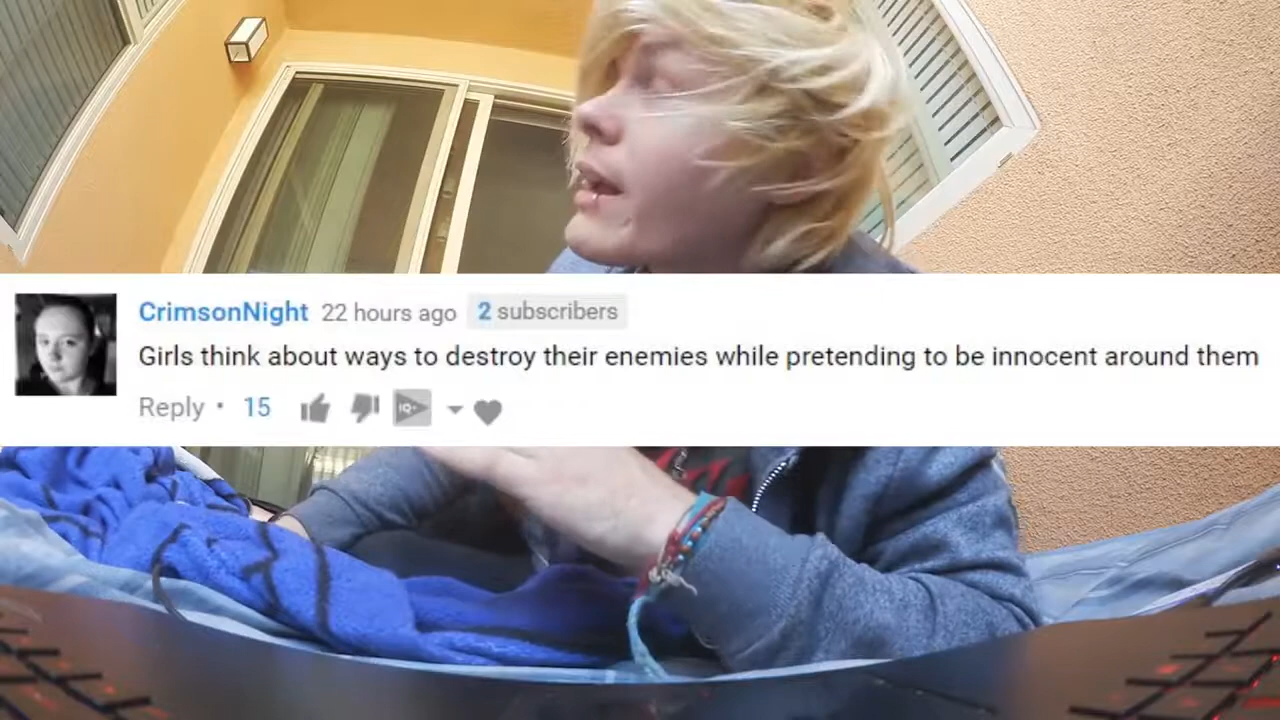 CrimsonNight 22 hours ago 2 subscribers
Girls think about ways to destroy their enemies while pretending to be innocent around them
Reply • 15 IQ+